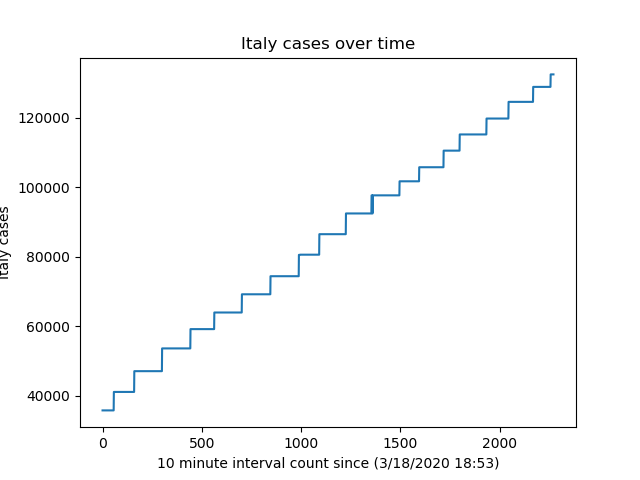 Italy cases over time
120000
100000
80000
60000
40000
Italy cases
0 500 1000 1500 2000
10 minute interval count since (3/18/2020 18:53)